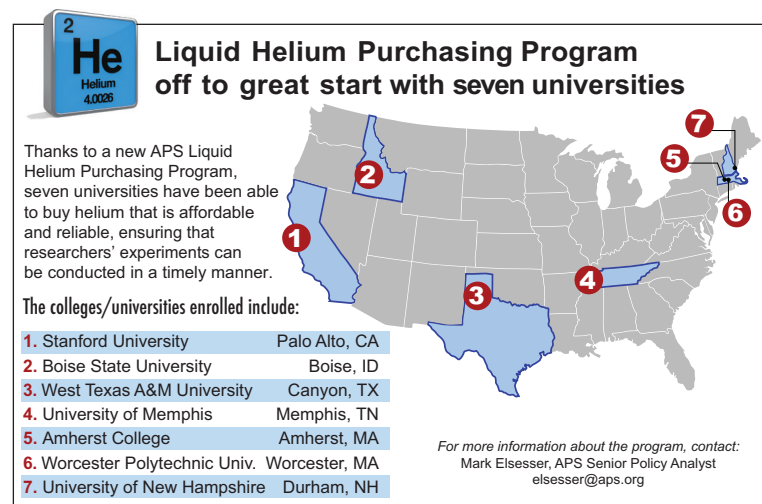 2
He
Helium
4.0026
Liquid Helium Purchasing Program
off to great start with seven universities
Thanks to a new APS Liquid
Helium Purchasing Program,
seven universities have been able
to buy helium that is affordable
and reliable, ensuring that
researchers' experiments can
be conducted in a timely manner.
The colleges/universities enrolled include:
1. Stanford University Palo Alto, CA
2. Boise State University Boise, ID
3. West Texas A&M University Canyon, TX
4. University of Memphis Memphis, TN
5. Amherst College Amherst, MA
6. Worcester Polytechnic Univ. Worcester, MA
7. University of New Hampshire Durham, NH
7
5
2
6
1
4
3
For more information about the program, contact:
Mark Elsesser, APS Senior Policy Analyst
elsesser@aps.org